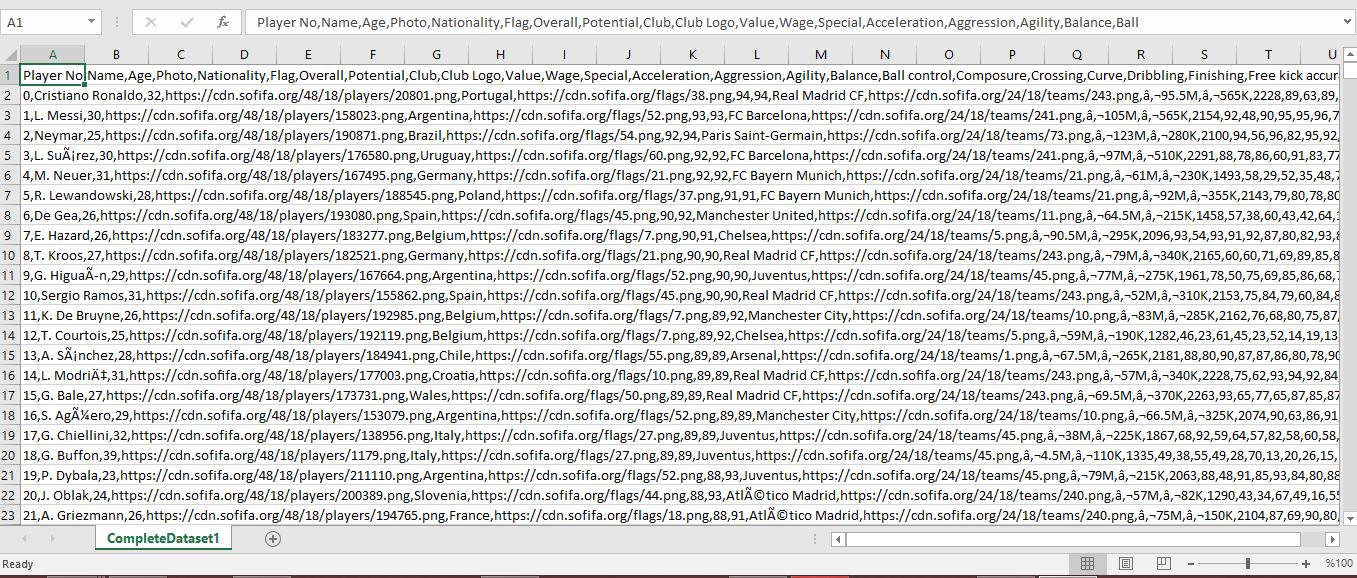 A1 fx Player No,Name,Age,Photo,Nationality,Flag,Overall,Potential,Club,Club Logo,Value,Wage,Special,Acceleration,Aggression,Agility,Balance,Ball
A B C D E F G H I J K L M N O P Q R S T U
1 Player No,Name,Age,Photo,Nationality,Flag,Overall,Potential,Club,Club Logo,Value,Wage,Special,Acceleration,Aggression,Agility,Balance,Ball control,Composure,Crossing,Curve,Dribbling,Finishing,Free kick accur
2 0,Cristiano Ronaldo,32,https://cdn.sofifa.org/48/18/players/20801.png,Portugal,https://cdn.sofifa.org/flags/38.png,94,94,Real Madrid CF,https://cdn.sofifa.org/24/18/teams/243.png,â‚¬95.5M,â‚¬565K,2228,89,63,89,
3 1,L. Messi,30,https://cdn.sofifa.org/48/18/players/158023.png,Argentina,https://cdn.sofifa.org/flags/52.png,93,93,FC Barcelona,https://cdn.sofifa.org/24/18/teams/241.png,â‚¬105M,â‚¬565K,2154,92,48,90,95,95,96,7
4 2,Neymar,25,https://cdn.sofifa.org/48/18/players/190871.png,Brazil,https://cdn.sofifa.org/flags/54.png,92,94,Paris Saint-Germain,https://cdn.sofifa.org/24/18/teams/73.png,â‚¬123M,â‚¬280K,2100,94,56,96,82,95,92,
5 3,L. SuÃ¡rez,30,https://cdn.sofifa.org/48/18/players/176580.png,Uruguay,https://cdn.sofifa.org/flags/60.png,92,92,FC Barcelona,https://cdn.sofifa.org/24/18/teams/241.png,â‚¬97M,â‚¬510K,2291,88,78,86,60,91,83,77
6 4,M. Neuer,31,https://cdn.sofifa.org/48/18/players/167495.png,Germany,https://cdn.sofifa.org/flags/21.png,92,92,FC Bayern Munich,https://cdn.sofifa.org/24/18/teams/21.png,â‚¬61M,â‚¬230K,1493,58,29,52,35,48,7
7 5,R. Lewandowski,28,https://cdn.sofifa.org/48/18/players/188545.png,Poland,https://cdn.sofifa.org/flags/37.png,91,91,FC Bayern Munich,https://cdn.sofifa.org/24/18/teams/21.png,â‚¬92M,â‚¬355K,2143,79,80,78,80
8 6,De Gea,26,https://cdn.sofifa.org/48/18/players/193080.png,Spain,https://cdn.sofifa.org/flags/45.png,90,92,Manchester United,https://cdn.sofifa.org/24/18/teams/11.png,â‚¬64.5M,â‚¬215K,1458,57,38,60,43,42,64,1
9 7,E. Hazard,26,https://cdn.sofifa.org/48/18/players/183277.png,Belgium,https://cdn.sofifa.org/flags/7.png,90,91,Chelsea,https://cdn.sofifa.org/24/18/teams/5.png,â‚¬90.5M,â‚¬295K,2096,93,54,93,91,92,87,80,82,93,8
10 8,T. Kroos,27,https://cdn.sofifa.org/48/18/players/182521.png,Germany,https://cdn.sofifa.org/flags/21.png,90,90,Real Madrid CF,https://cdn.sofifa.org/24/18/teams/243.png,â‚¬79M,â‚¬340K,2165,60,60,71,69,89,85,8
11 9,G. HiguaÃ-n,29,https://cdn.sofifa.org/48/18/players/167664.png,Argentina,https://cdn.sofifa.org/flags/52.png,90,90,Juventus,https://cdn.sofifa.org/24/18/teams/45.png,â‚¬77M,â‚¬275K,1961,78,50,75,69,85,86,68,7
12 10,Sergio Ramos,31,https://cdn.sofifa.org/48/18/players/155862.png,Spain,https://cdn.sofifa.org/flags/45.png,90,90,Real Madrid CF,https://cdn.sofifa.org/24/18/teams/243.png,â‚¬52M,â‚¬310K,2153,75,84,79,60,84,8
13 11,K. De Bruyne,26,https://cdn.sofifa.org/48/18/players/192985.png,Belgium,https://cdn.sofifa.org/flags/7.png,89,92,Manchester City,https://cdn.sofifa.org/24/18/teams/10.png,â‚¬83M,â‚¬285K,2162,76,68,80,75,87,
14 12,T. Courtois,25,https://cdn.sofifa.org/48/18/players/192119.png,Belgium,https://cdn.sofifa.org/flags/7.png,89,92,Chelsea,https://cdn.sofifa.org/24/18/teams/5.png,â‚¬59M,â‚¬190K,1282,46,23,61,45,23,52,14,19,13
15 13,A. SÃ¡nchez,28,https://cdn.sofifa.org/48/18/players/184941.png,Chile,https://cdn.sofifa.org/flags/55.png,89,89,Arsenal,https://cdn.sofifa.org/24/18/teams/1.png,â‚¬67.5M,â‚¬265K,2181,88,80,90,87,87,86,80,78,90
16 14,L. ModriÄ‡,31,https://cdn.sofifa.org/48/18/players/177003.png,Croatia,https://cdn.sofifa.org/flags/10.png,89,89,Real Madrid CF,https://cdn.sofifa.org/24/18/teams/243.png,â‚¬57M,â‚¬340K,2228,75,62,93,94,92,84
17 15,G. Bale,27,https://cdn.sofifa.org/48/18/players/173731.png,Wales,https://cdn.sofifa.org/flags/50.png,89,89,Real Madrid CF,https://cdn.sofifa.org/24/18/teams/243.png,â‚¬69.5M,â‚¬370K,2263,93,65,77,65,87,85,87
18 16,S. AgÃ¼ero,29,https://cdn.sofifa.org/48/18/players/153079.png,Argentina,https://cdn.sofifa.org/flags/52.png,89,89,Manchester City,https://cdn.sofifa.org/24/18/teams/10.png,â‚¬66.5M,â‚¬325K,2074,90,63,86,91
19 17,G. Chiellini,32,https://cdn.sofifa.org/48/18/players/138956.png,Italy,https://cdn.sofifa.org/flags/27.png,89,89,Juventus,https://cdn.sofifa.org/24/18/teams/45.png,â‚¬38M,â‚¬225K,1867,68,92,59,64,57,82,58,60,58,
20 18,G. Buffon,39,https://cdn.sofifa.org/48/18/players/1179.png,Italy,https://cdn.sofifa.org/flags/27.png,89,89,Juventus,https://cdn.sofifa.org/24/18/teams/45.png,â‚¬4.5M,â‚¬110K,1335,49,38,55,49,28,70,13,20,26,15,
21 19,P. Dybala,23,https://cdn.sofifa.org/48/18/players/211110.png,Argentina,https://cdn.sofifa.org/flags/52.png,88,93,Juventus,https://cdn.sofifa.org/24/18/teams/45.png,â‚¬79M,â‚¬215K,2063,88,48,91,85,93,84,80,88
22 20,J. Oblak,24,https://cdn.sofifa.org/48/18/players/200389.png,Slovenia,https://cdn.sofifa.org/flags/44.png,88,93,AtlÃ©tico Madrid,https://cdn.sofifa.org/24/18/teams/240.png,â‚¬57M,â‚¬82K,1290,43,34,67,49,16,55
23 21,A. Griezmann,26,https://cdn.sofifa.org/48/18/players/194765.png,France,https://cdn.sofifa.org/flags/18.png,88,91,AtlÃ©tico Madrid,https://cdn.sofifa.org/24/18/teams/240.png,â‚¬75M,â‚¬150K,2104,87,69,90,80,
CompleteDataset1
Ready %100